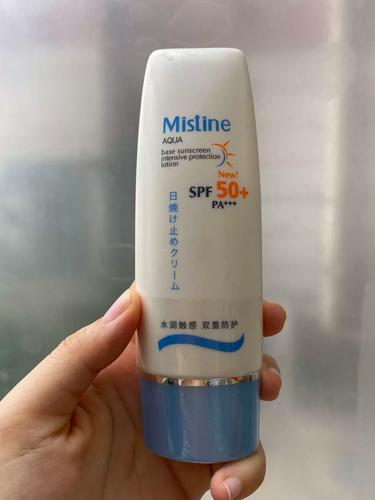 Mistine
AQUA
base sunscreen
intensive protection
lotion
New!
SPF 50+
PA+++
日焼け止めクリーム
水润触感 双重防护